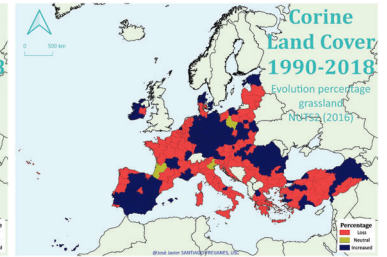 Corine
Land Cover
1990-2018
Evolution percentage
grassland
NUTS2 (2016)
0 500 km
Percentage
Loss
Neutral
Increased